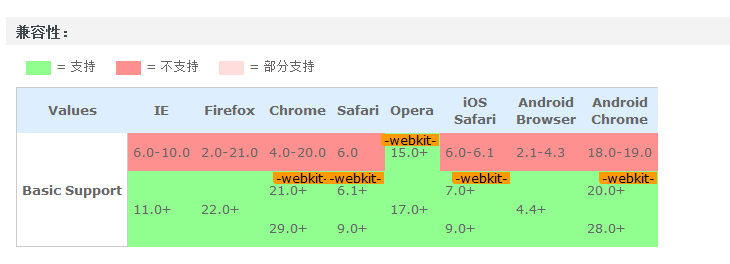 兼容性：
= 支持 = 不支持 = 部分支持
Values IE Firefox Chrome Safari Opera iOS Safari Android Browser Android Chrome
-webkit-
6.0-10.0 2.0-21.0 4.0-20.0 6.0 15.0+ 6.0-6.1 2.1-4.3 18.0-19.0
-webkit- -webkit- -webkit- -webkit-
21.0+ 6.1+ 7.0+ 20.0+
Basic Support
11.0+ 22.0+ 17.0+ 4.4+
29.0+ 9.0+ 9.0+ 28.0+